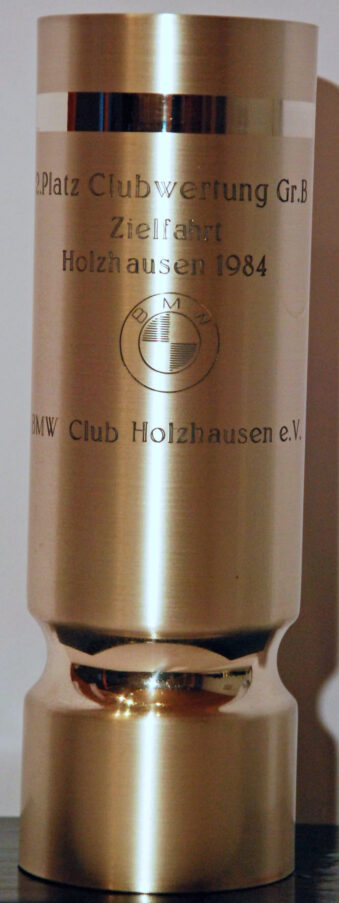 2.Platz Clubwertung Gr.B
Zielfahrt
Holzhausen 1984
BMW
BMW Club Holzhausen e.V.